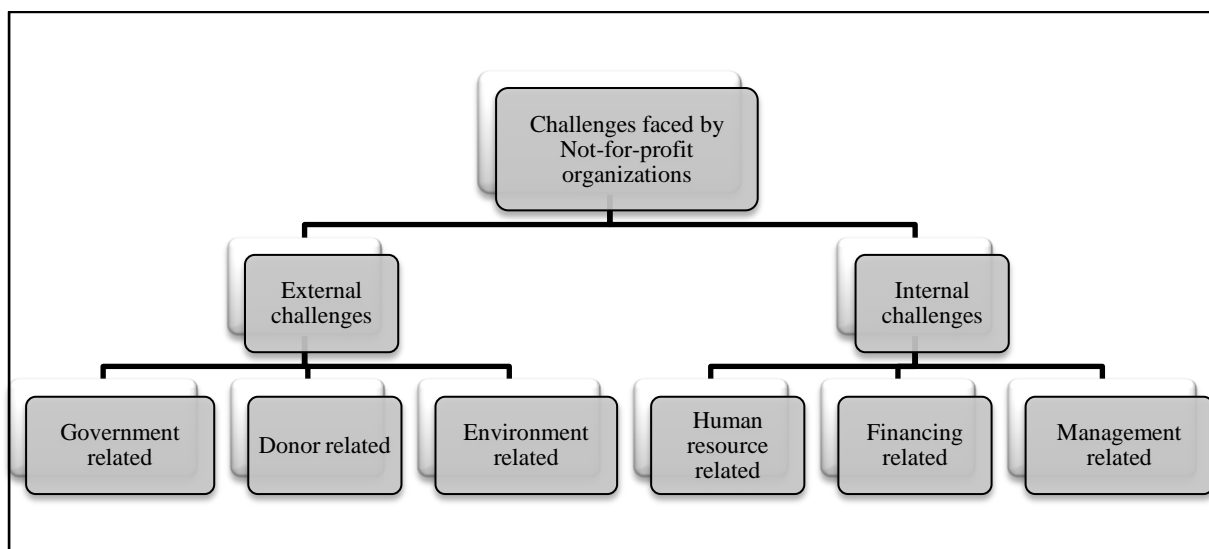 Challenges faced by
Not-for-profit
organizations
External
challenges
Internal
challenges
Government
related
Donor related
Environment
related
Human
resource
related
Financing
related
Management
related